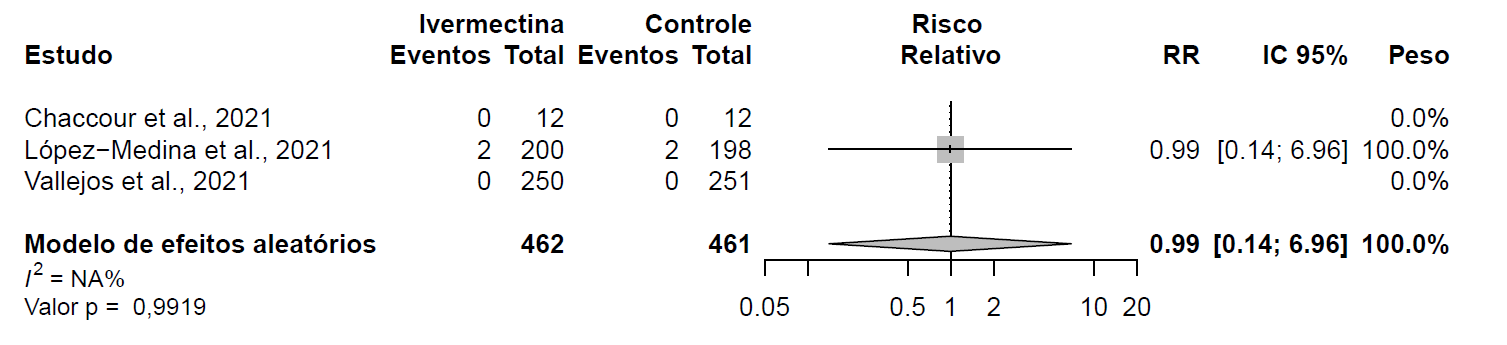 Ivermectina Controle Risco
Estudo Eventos Total Eventos Total Relativo RR IC 95% Peso
Chaccour et al., 2021 0 12 0 12 0.0%
López−Medina et al., 2021 2 200 2 198 0.99 [0.14; 6.96] 100.0%
Vallejos et al., 2021 0 250 0 251 0.0%
Modelo de efeitos aleatórios 462 461 0.99 [0.14; 6.96] 100.0%
I² = NA%
Valor p = 0,9919
0.05 0.5 1 2 10 20